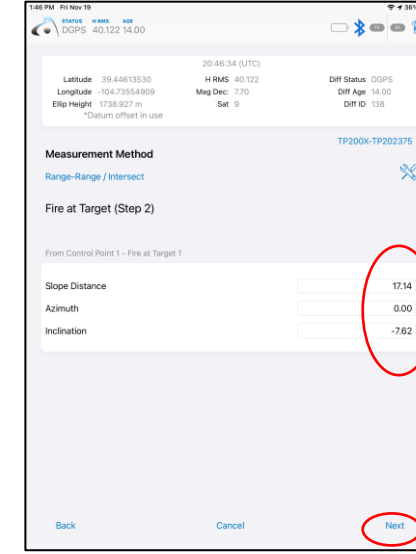 1:46 PM Fri Nov 19 36%
STATUS H RMS AGE
DGPS 40.122 14.00
20:46:34 (UTC)
Latitude 39.44613530 H RMS 40.122 Diff Status DGPS
Longitude -104.73554909 Mag Dec: 7.70 Diff Age 14.00
Ellip Height 1738.927 m Sat 9 Diff ID 138
*Datum offset in use
TP200X-TP202375
Measurement Method
Range-Range / Intersect
Fire at Target (Step 2)
From Control Point 1 - Fire at Target 1
Slope Distance 17.14
Azimuth 0.00
Inclination -7.62
Back Cancel Next